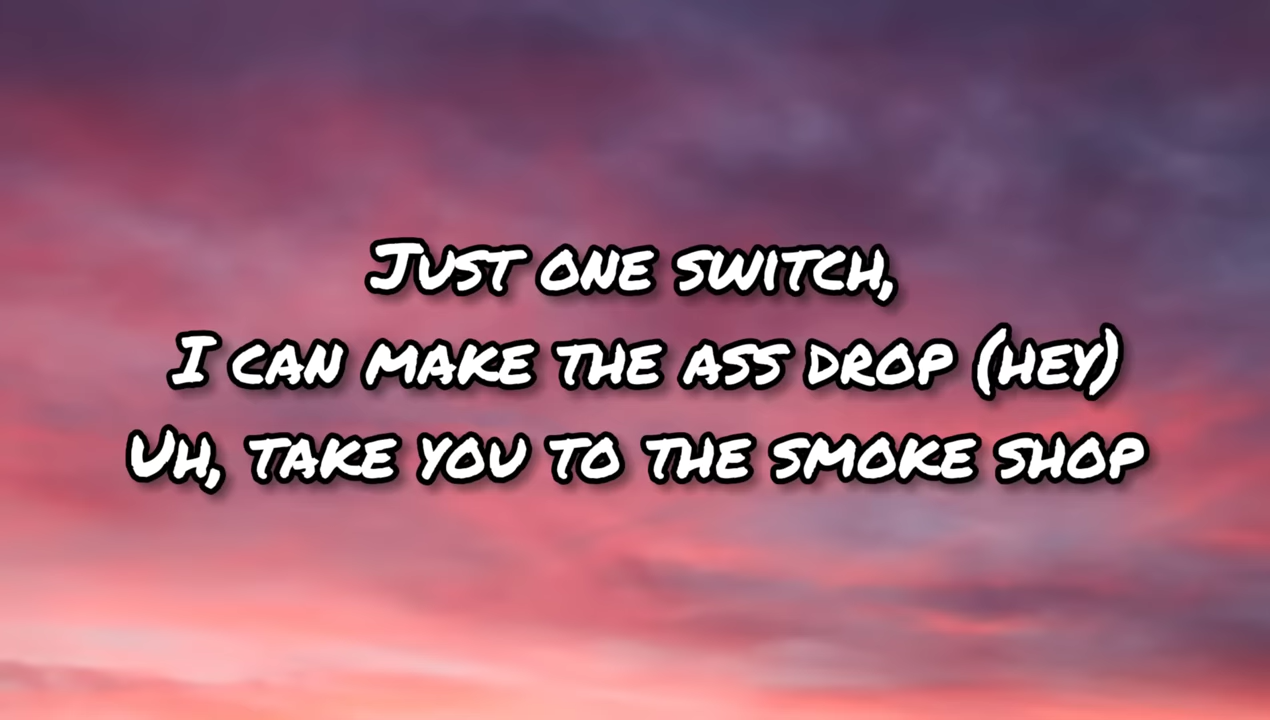 Just one switch,
I can make the ass drop (hey)
Uh, take you to the smoke shop